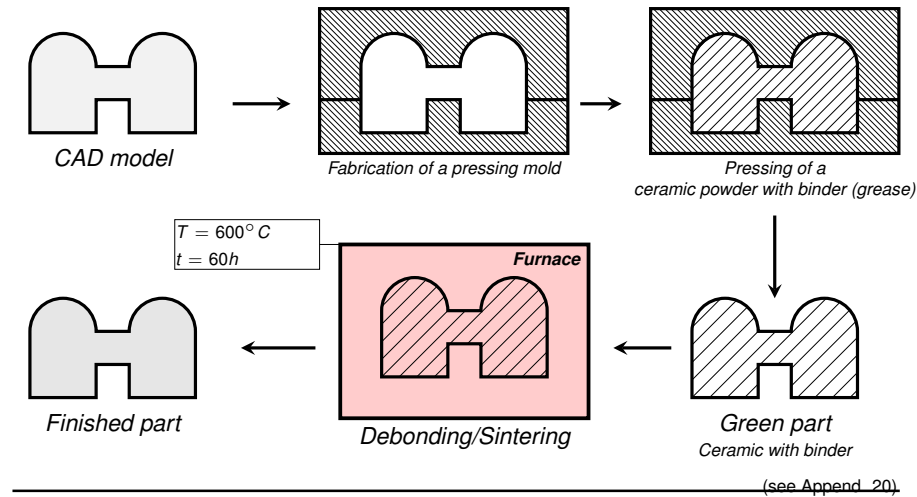 CAD model
Fabrication of a pressing mold
Pressing of a
ceramic powder with binder (grease)
T = 600° C
t = 60h
Furnace
Finished part
Debonding/Sintering
Green part
Ceramic with binder
(see Append. 20)